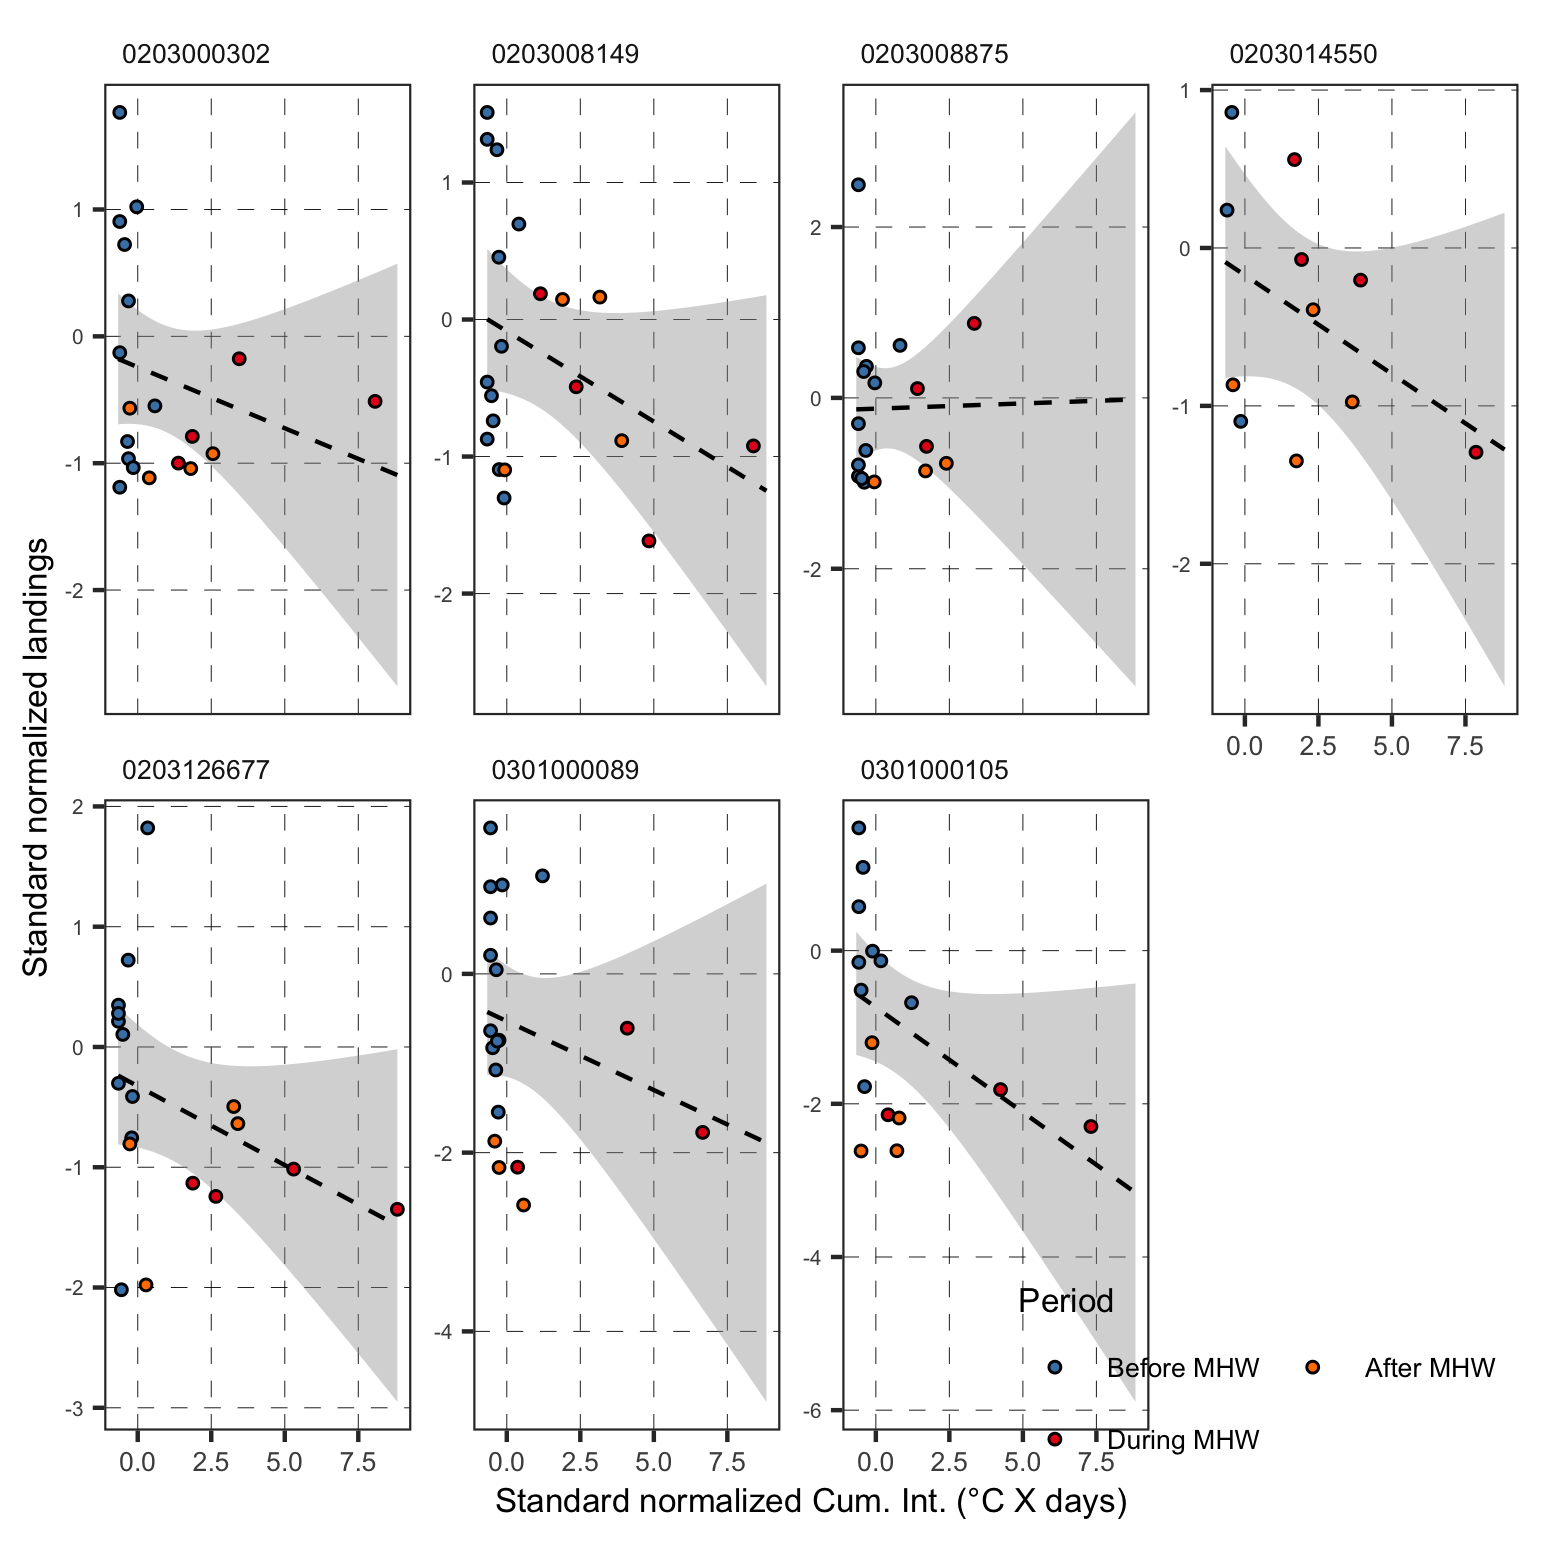 0203000302 0203008149 0203008875 0203014550
1 0 -1 -2
1 0 -1 -2
2 0 -2
1 0 -1 -2
0.0 2.5 5.0 7.5
Standard normalized landings
0203126677 0301000089 0301000105
2 1 0 -1 -2 -3
0 -2 -4
0 -2 -4 -6
Period
Before MHW After MHW
During MHW
0.0 2.5 5.0 7.5 0.0 2.5 5.0 7.5 0.0 2.5 5.0 7.5
Standard normalized Cum. Int. (°C X days)